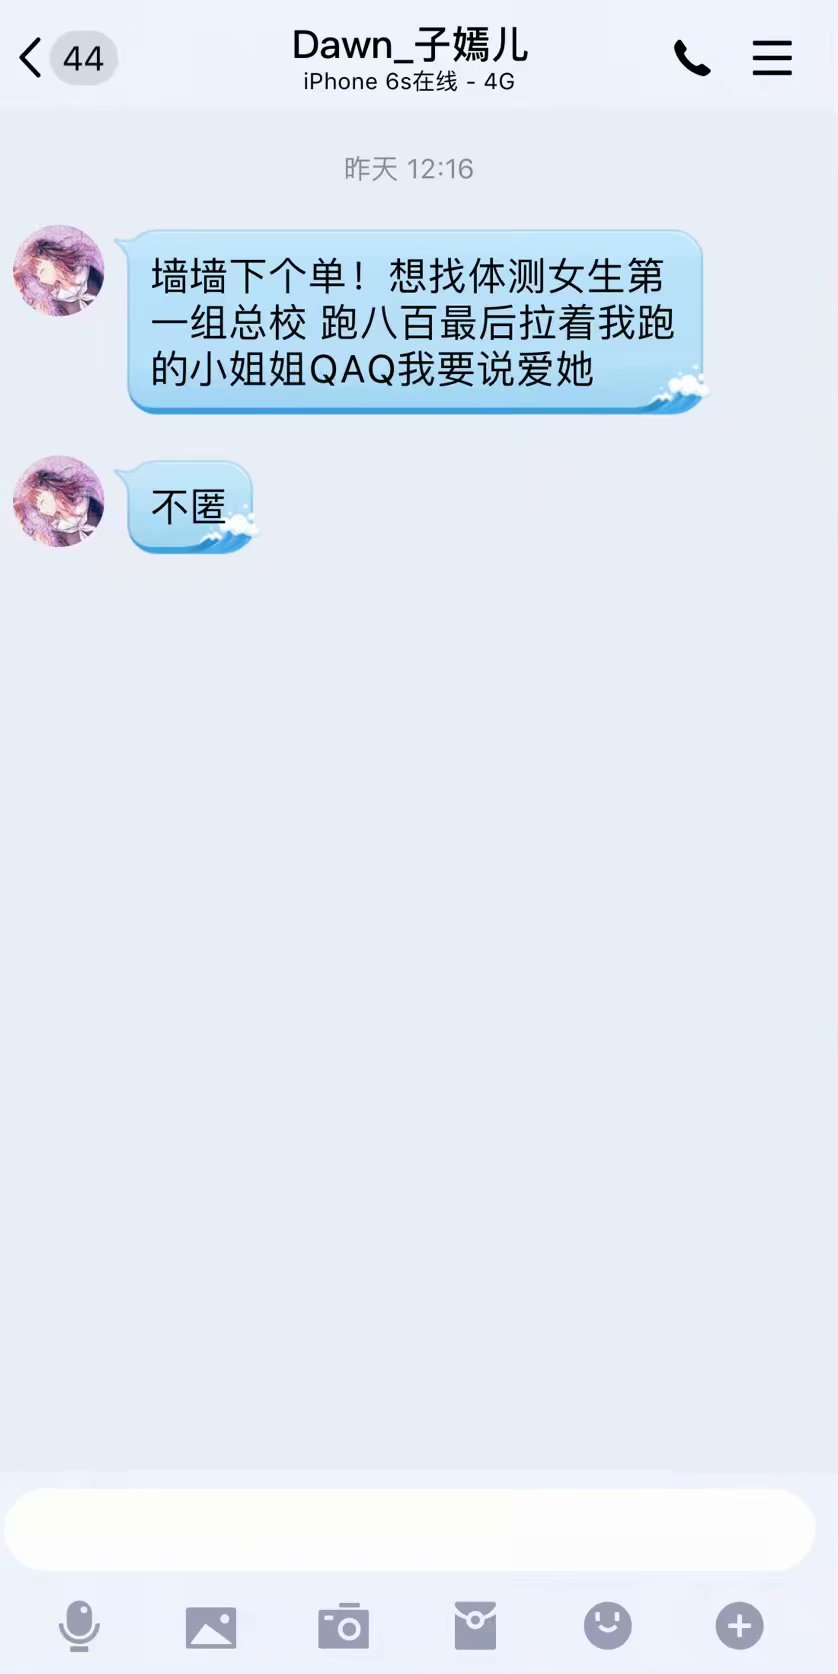 44
Dawn_子嫣儿
iPhone 6s在线 - 4G
昨天 12:16
墙墙下个单！想找体测女生第
一组总校 跑八百最后拉着我跑
的小姐姐QAQ我要说爱她
不匿